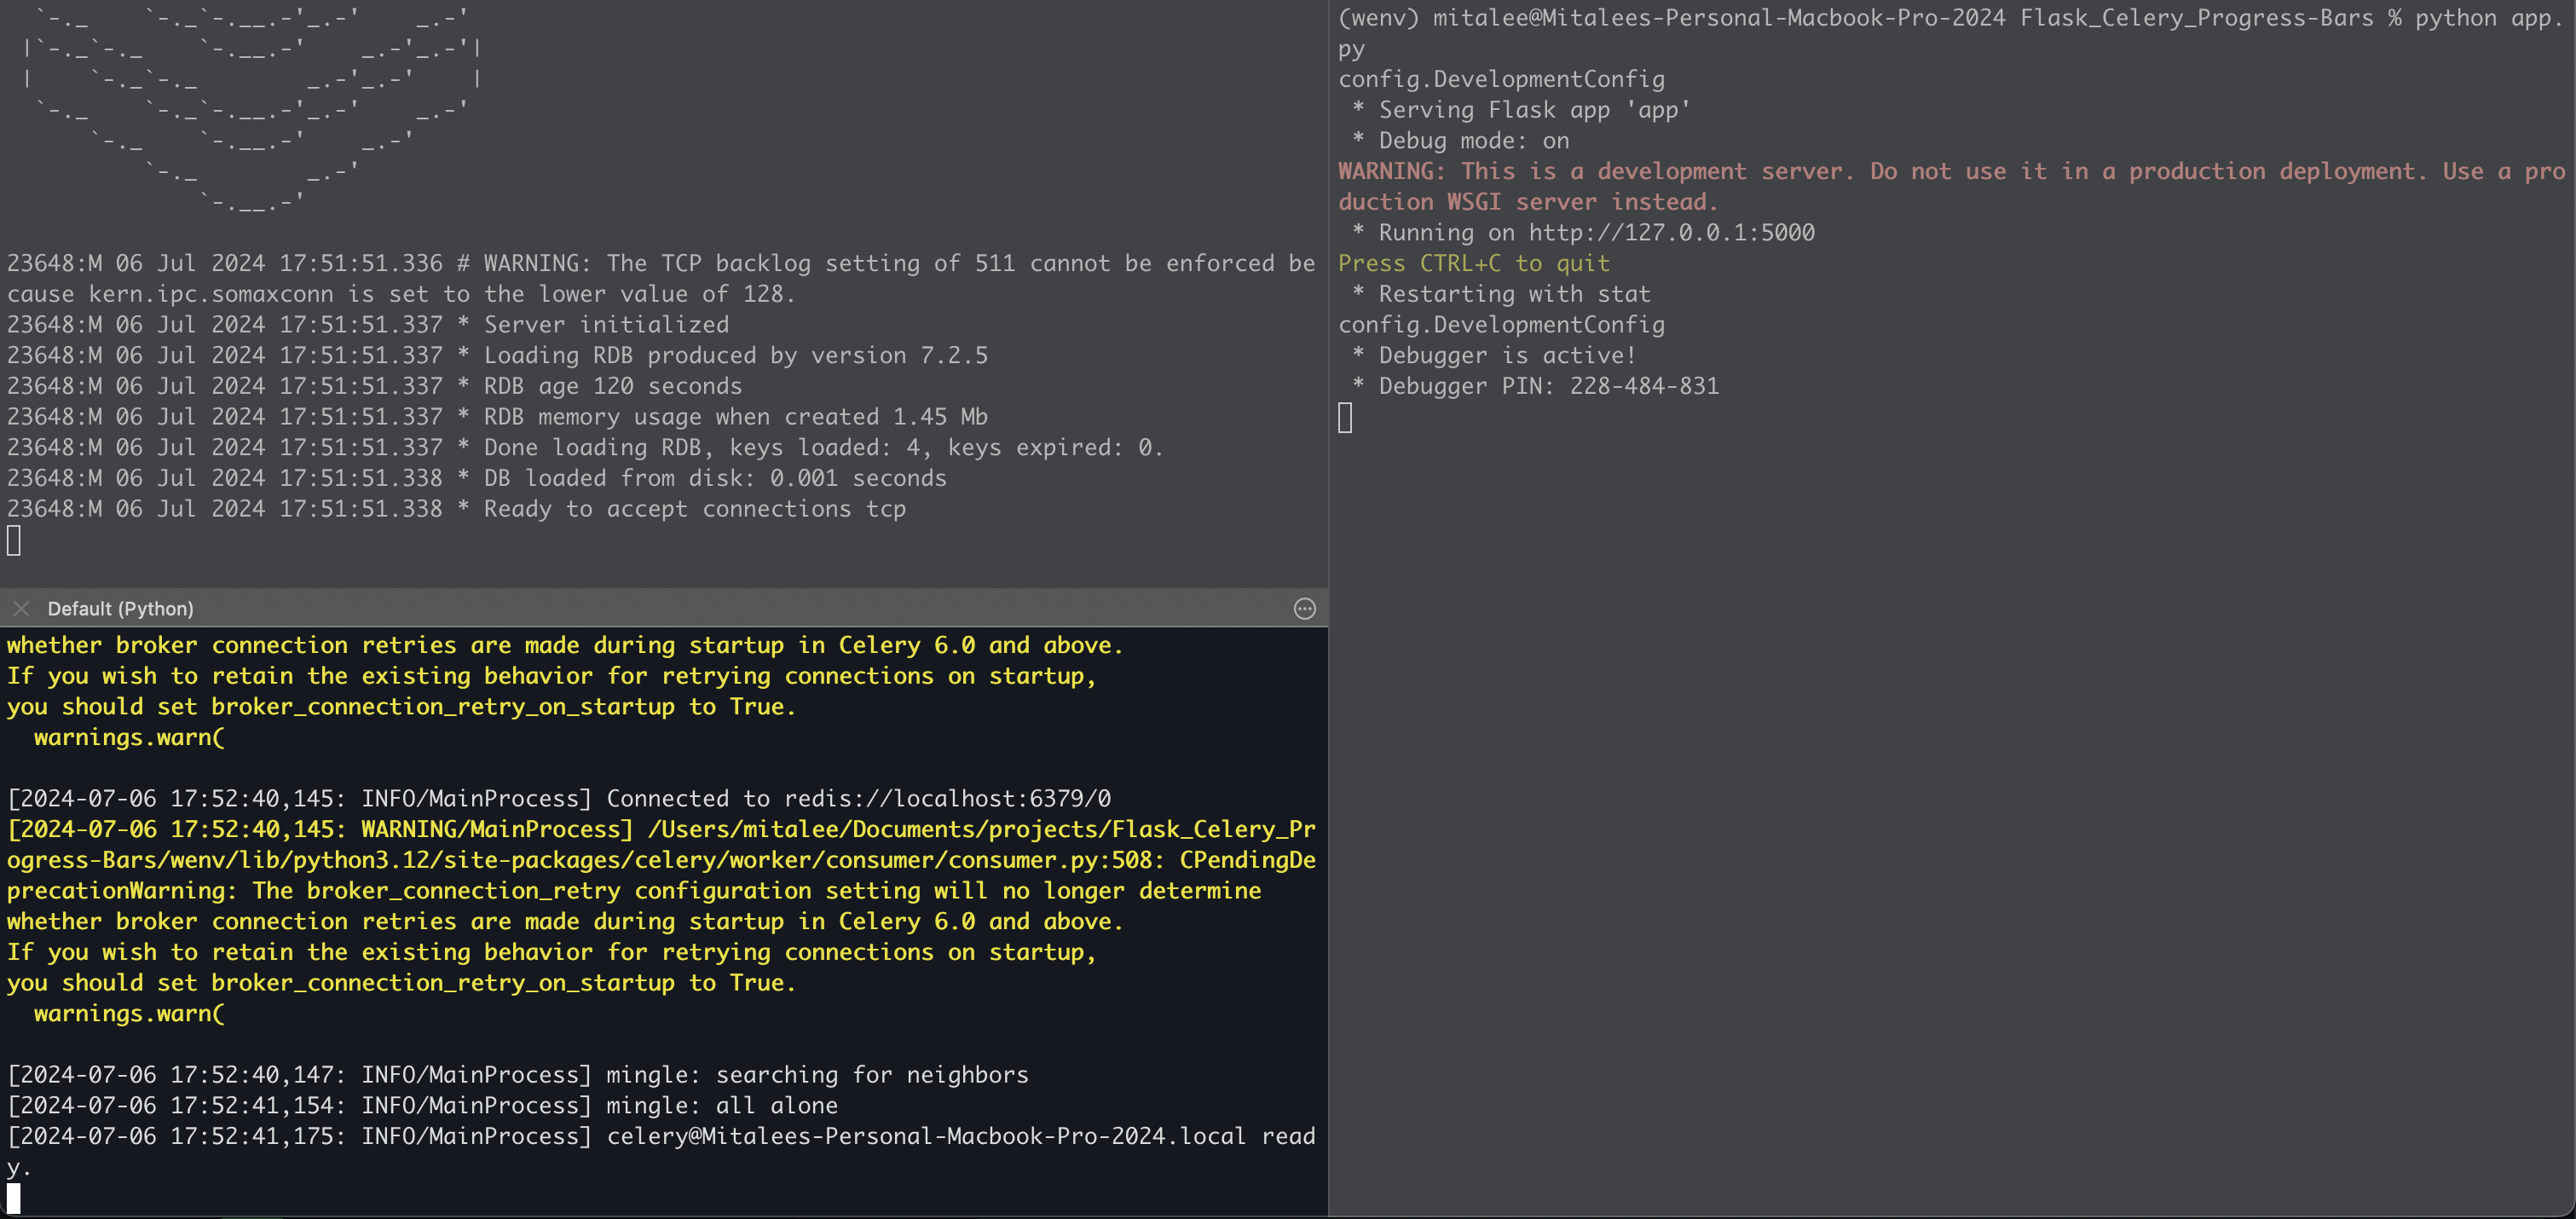 `-._    `-._`-.__.-'_.-'    _.-'
|`-._`-._    `-.__.-'    _.-'_.-'|
|    `-._`-._        _.-'_.-'    |
`-._    `-._`-.__.-'_.-'    _.-'
`-._    `-.__.-'    _.-'
`-._        _.-'
`-.__.-'
23648:M 06 Jul 2024 17:51:51.336 # WARNING: The TCP backlog setting of 511 cannot be enforced be
cause kern.ipc.somaxconn is set to the lower value of 128.
23648:M 06 Jul 2024 17:51:51.337 * Server initialized
23648:M 06 Jul 2024 17:51:51.337 * Loading RDB produced by version 7.2.5
23648:M 06 Jul 2024 17:51:51.337 * RDB age 120 seconds
23648:M 06 Jul 2024 17:51:51.337 * RDB memory usage when created 1.45 Mb
23648:M 06 Jul 2024 17:51:51.337 * Done loading RDB, keys loaded: 4, keys expired: 0.
23648:M 06 Jul 2024 17:51:51.338 * DB loaded from disk: 0.001 seconds
23648:M 06 Jul 2024 17:51:51.338 * Ready to accept connections tcp
Default (Python)
whether broker connection retries are made during startup in Celery 6.0 and above.
If you wish to retain the existing behavior for retrying connections on startup,
you should set broker_connection_retry_on_startup to True.
warnings.warn(
[2024-07-06 17:52:40,145: INFO/MainProcess] Connected to redis://localhost:6379/0
[2024-07-06 17:52:40,145: WARNING/MainProcess] /Users/mitalee/Documents/projects/Flask_Celery_Pr
ogress-Bars/wenv/lib/python3.12/site-packages/celery/worker/consumer/consumer.py:508: CPendingDe
precationWarning: The broker_connection_retry configuration setting will no longer determine
whether broker connection retries are made during startup in Celery 6.0 and above.
If you wish to retain the existing behavior for retrying connections on startup,
you should set broker_connection_retry_on_startup to True.
warnings.warn(
[2024-07-06 17:52:40,147: INFO/MainProcess] mingle: searching for neighbors
[2024-07-06 17:52:41,154: INFO/MainProcess] mingle: all alone
[2024-07-06 17:52:41,175: INFO/MainProcess] celery@Mitalees-Personal-Macbook-Pro-2024.local read
y.
(wenv) mitalee@Mitalees-Personal-Macbook-Pro-2024 Flask_Celery_Progress-Bars % python app.
py
config.DevelopmentConfig
* Serving Flask app 'app'
* Debug mode: on
WARNING: This is a development server. Do not use it in a production deployment. Use a pro
duction WSGI server instead.
* Running on http://127.0.0.1:5000
Press CTRL+C to quit
* Restarting with stat
config.DevelopmentConfig
* Debugger is active!
* Debugger PIN: 228-484-831